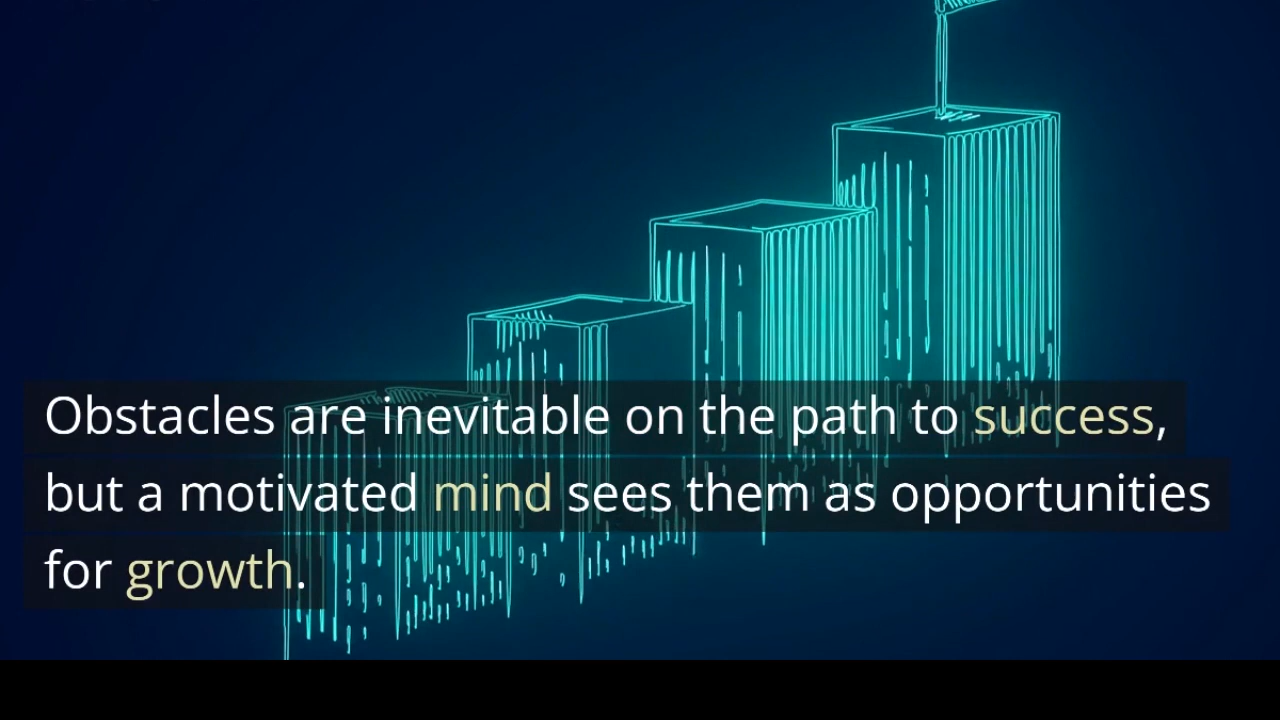 Obstacles are inevitable on the path to success,
but a motivated mind sees them as opportunities
for growth.